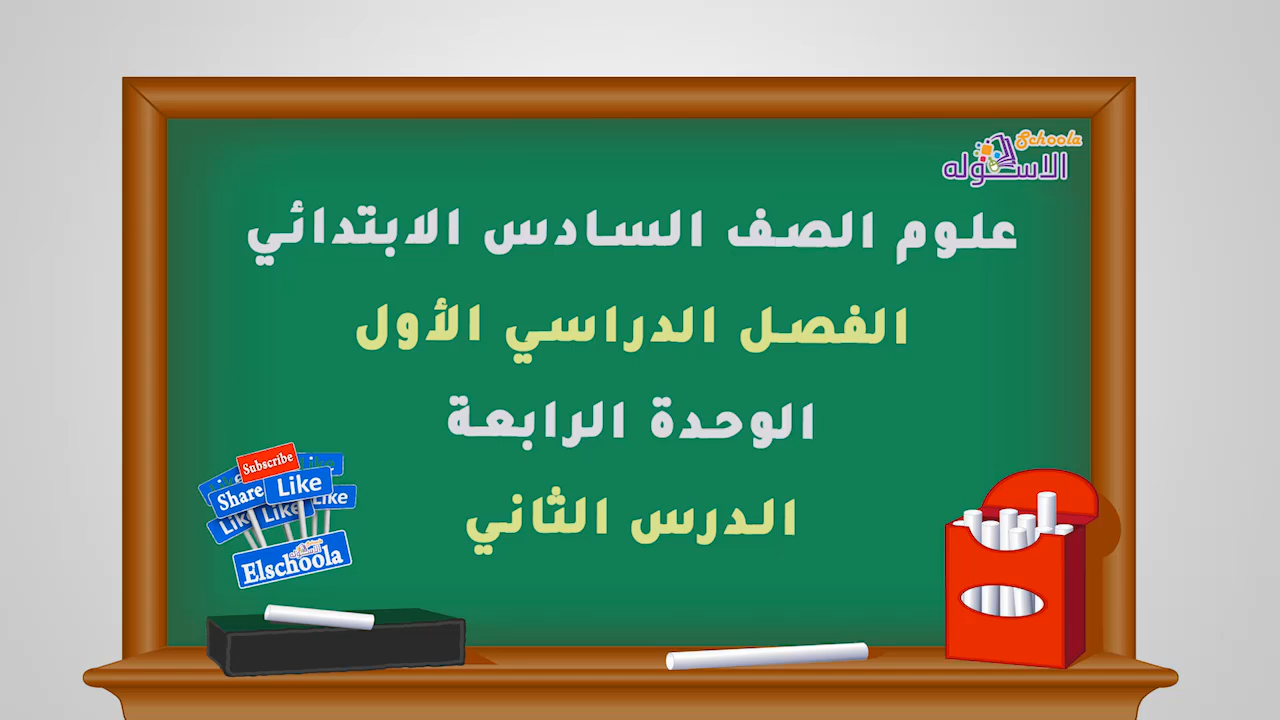 Schoola
الاسكوله
علوم الصف السادس الابتدائي
الفصل الدراسي الأول
الوحدة الرابعة
الدرس الثاني
Subscribe
Share Like
Like Like Like
Elschoola